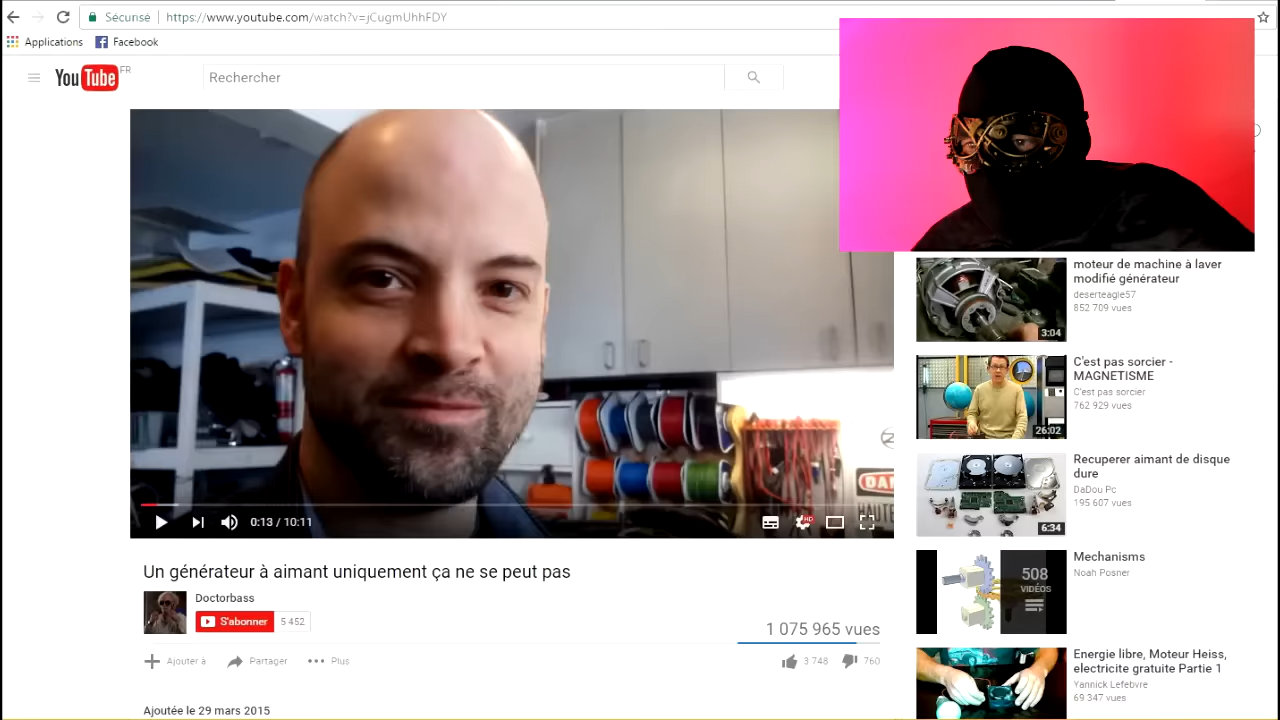 Sécurisé https://www.youtube.com/watch?v=jCugmUhhFDY
Applications Facebook
YouTube FR
Rechercher
0:13 / 10:11
HD
Un générateur à aimant uniquement ça ne se peut pas
Doctorbass
S'abonner 5 452
1 075 965 vues
Ajouter à Partager Plus
3 748 760
Ajoutée le 29 mars 2015
moteur de machine à laver
modifié générateur
deserteagle57
852 709 vues
3:04
C'est pas sorcier -
MAGNETISME
C'est pas sorcier
762 929 vues
26:02
Recuperer aimant de disque
dure
DaDou Pc
195 607 vues
6:34
Mechanisms
Noah Posner
508
VIDÉOS
Energie libre, Moteur Heiss,
electricite gratuite Partie 1
Yannick Lefebvre
69 347 vues